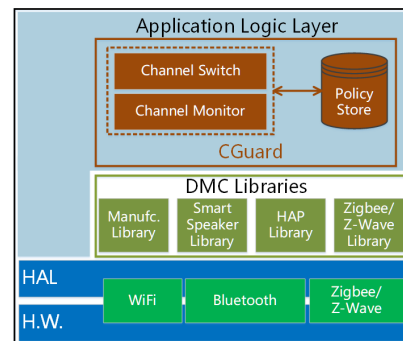 Application Logic Layer
Channel Switch
Channel Monitor
Policy
Store
CGuard
DMC Libraries
Manufc.
Library
Smart
Speaker
Library
HAP
Library
Zigbee/
Z-Wave
Library
HAL
WiFi
Bluetooth
Zigbee/
Z-Wave
H.W.